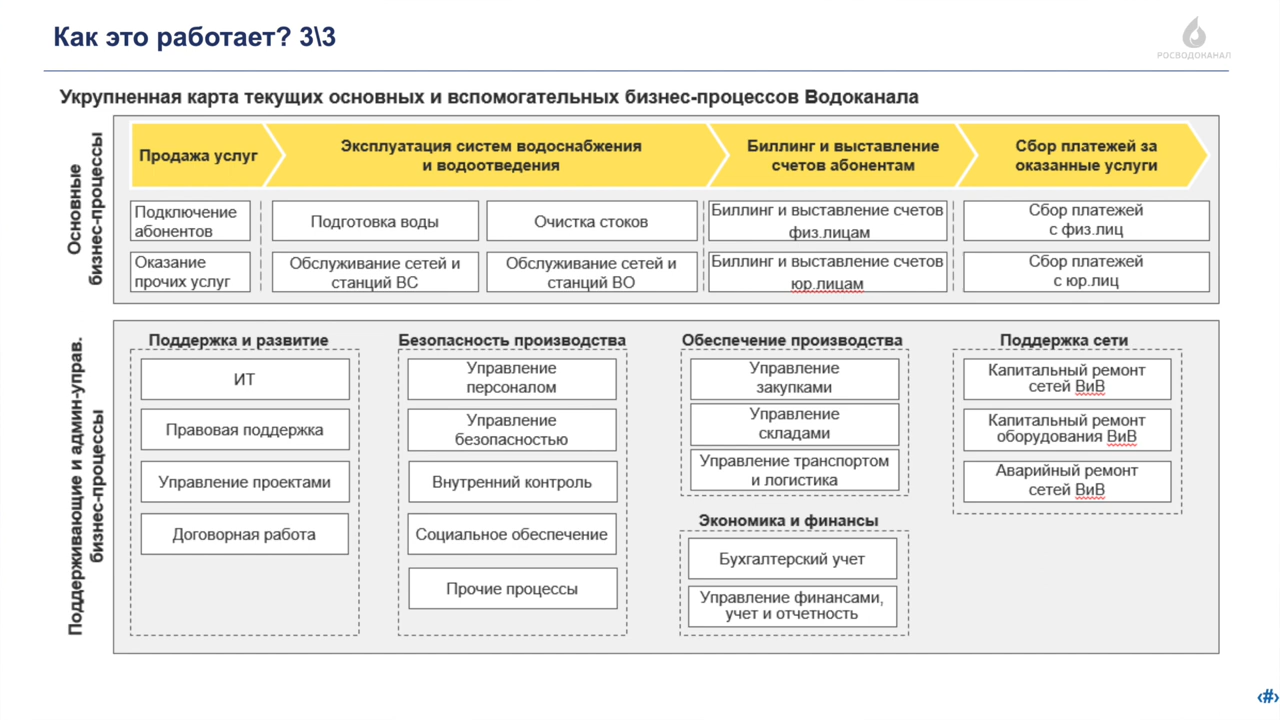 Как это работает? 3\3
РОСВОДОКАНАЛ
Укрупненная карта текущих основных и вспомогательных бизнес-процессов Водоканала
Основные
бизнес-процессы
Продажа услуг
Эксплуатация систем водоснабжения
и водоотведения
Биллинг и выставление
счетов абонентам
Сбор платежей за
оказанные услуги
Подключение
абонентов
Подготовка воды
Очистка стоков
Биллинг и выставление счетов
физ.лицам
Сбор платежей
с физ.лиц
Оказание
прочих услуг
Обслуживание сетей и
станций ВС
Обслуживание сетей и
станций ВО
Биллинг и выставление счетов
юр.лицам
Сбор платежей
с юр.лиц
Поддерживающие и админ-управ.
бизнес-процессы
Поддержка и развитие
ИТ
Правовая поддержка
Управление проектами
Договорная работа
Безопасность производства
Управление
персоналом
Управление
безопасностью
Внутренний контроль
Социальное обеспечение
Прочие процессы
Обеспечение производства
Управление
закупками
Управление
складами
Управление транспортом
и логистика
Экономика и финансы
Бухгалтерский учет
Управление финансами,
учет и отчетность
Поддержка сети
Капитальный ремонт
сетей ВиВ
Капитальный ремонт
оборудования ВиВ
Аварийный ремонт
сетей ВиВ
‹#›